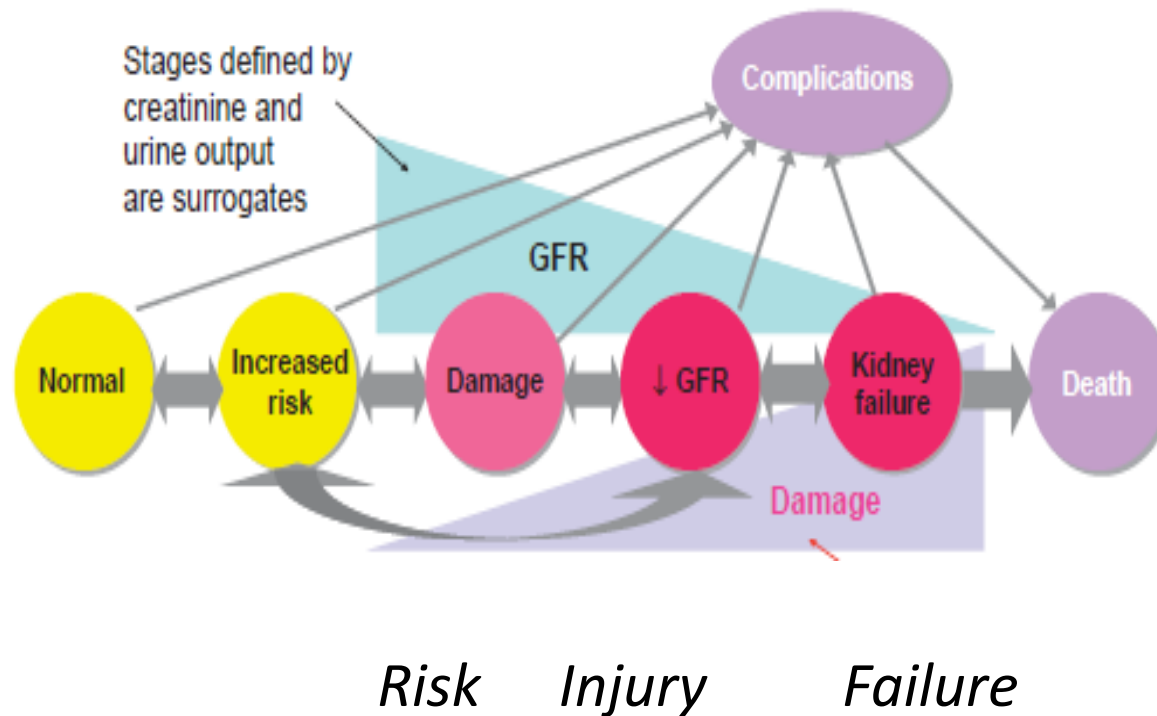 Stages defined by
creatinine and
urine output
are surrogates
Complications
GFR
Normal
Increased
risk
Damage
↓ GFR
Kidney
failure
Death
Damage
Risk Injury Failure